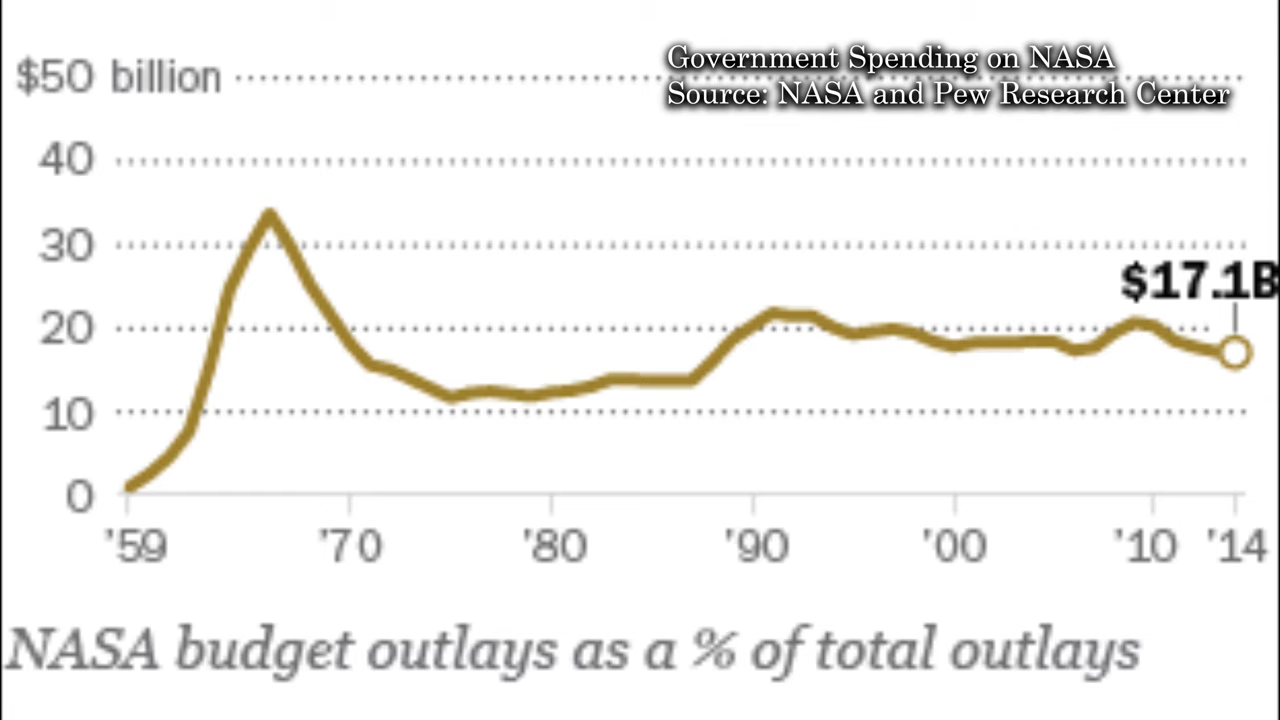 Government Spending on NASA
$50 billion
Source: NASA and Pew Research Center
40
30
$17.1B
20
10
0
'59 '70 '80 '90 '00 '10 '14
NASA budget outlays as a % of total outlays